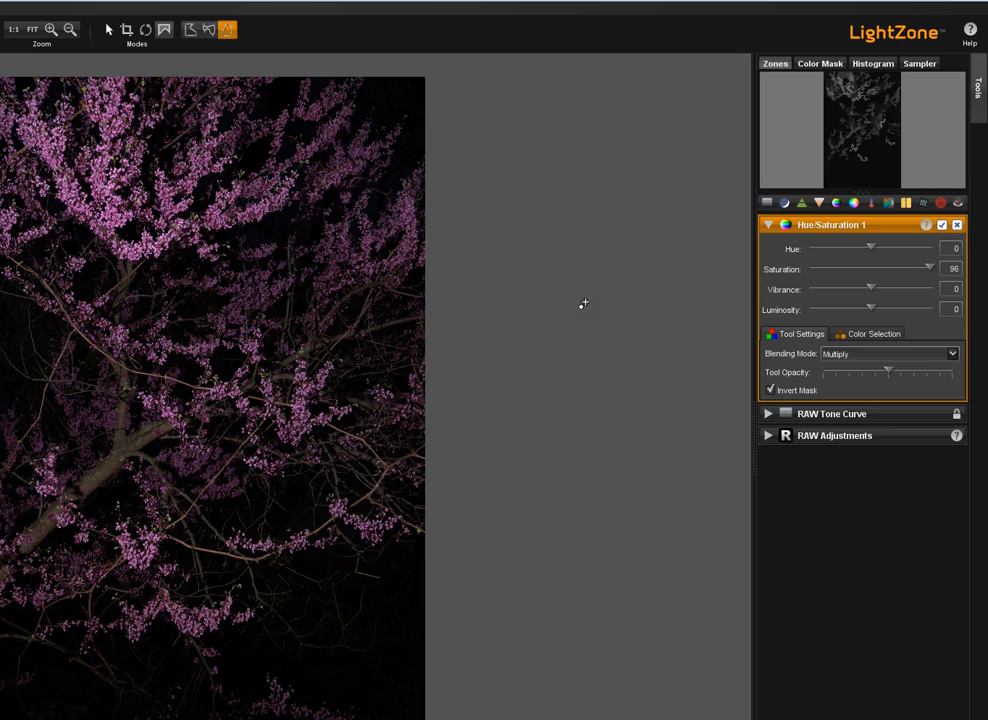 1:1 FIT
Zoom
Modes
LightZone™
?
Help
Zones Color Mask Histogram Sampler
Tools
Hue/Saturation 1 ?
Hue: 0
Saturation: 96
Vibrance: 0
Luminosity: 0
Tool Settings Color Selection
Blending Mode: Multiply
Tool Opacity:
Invert Mask
RAW Tone Curve
R RAW Adjustments ?